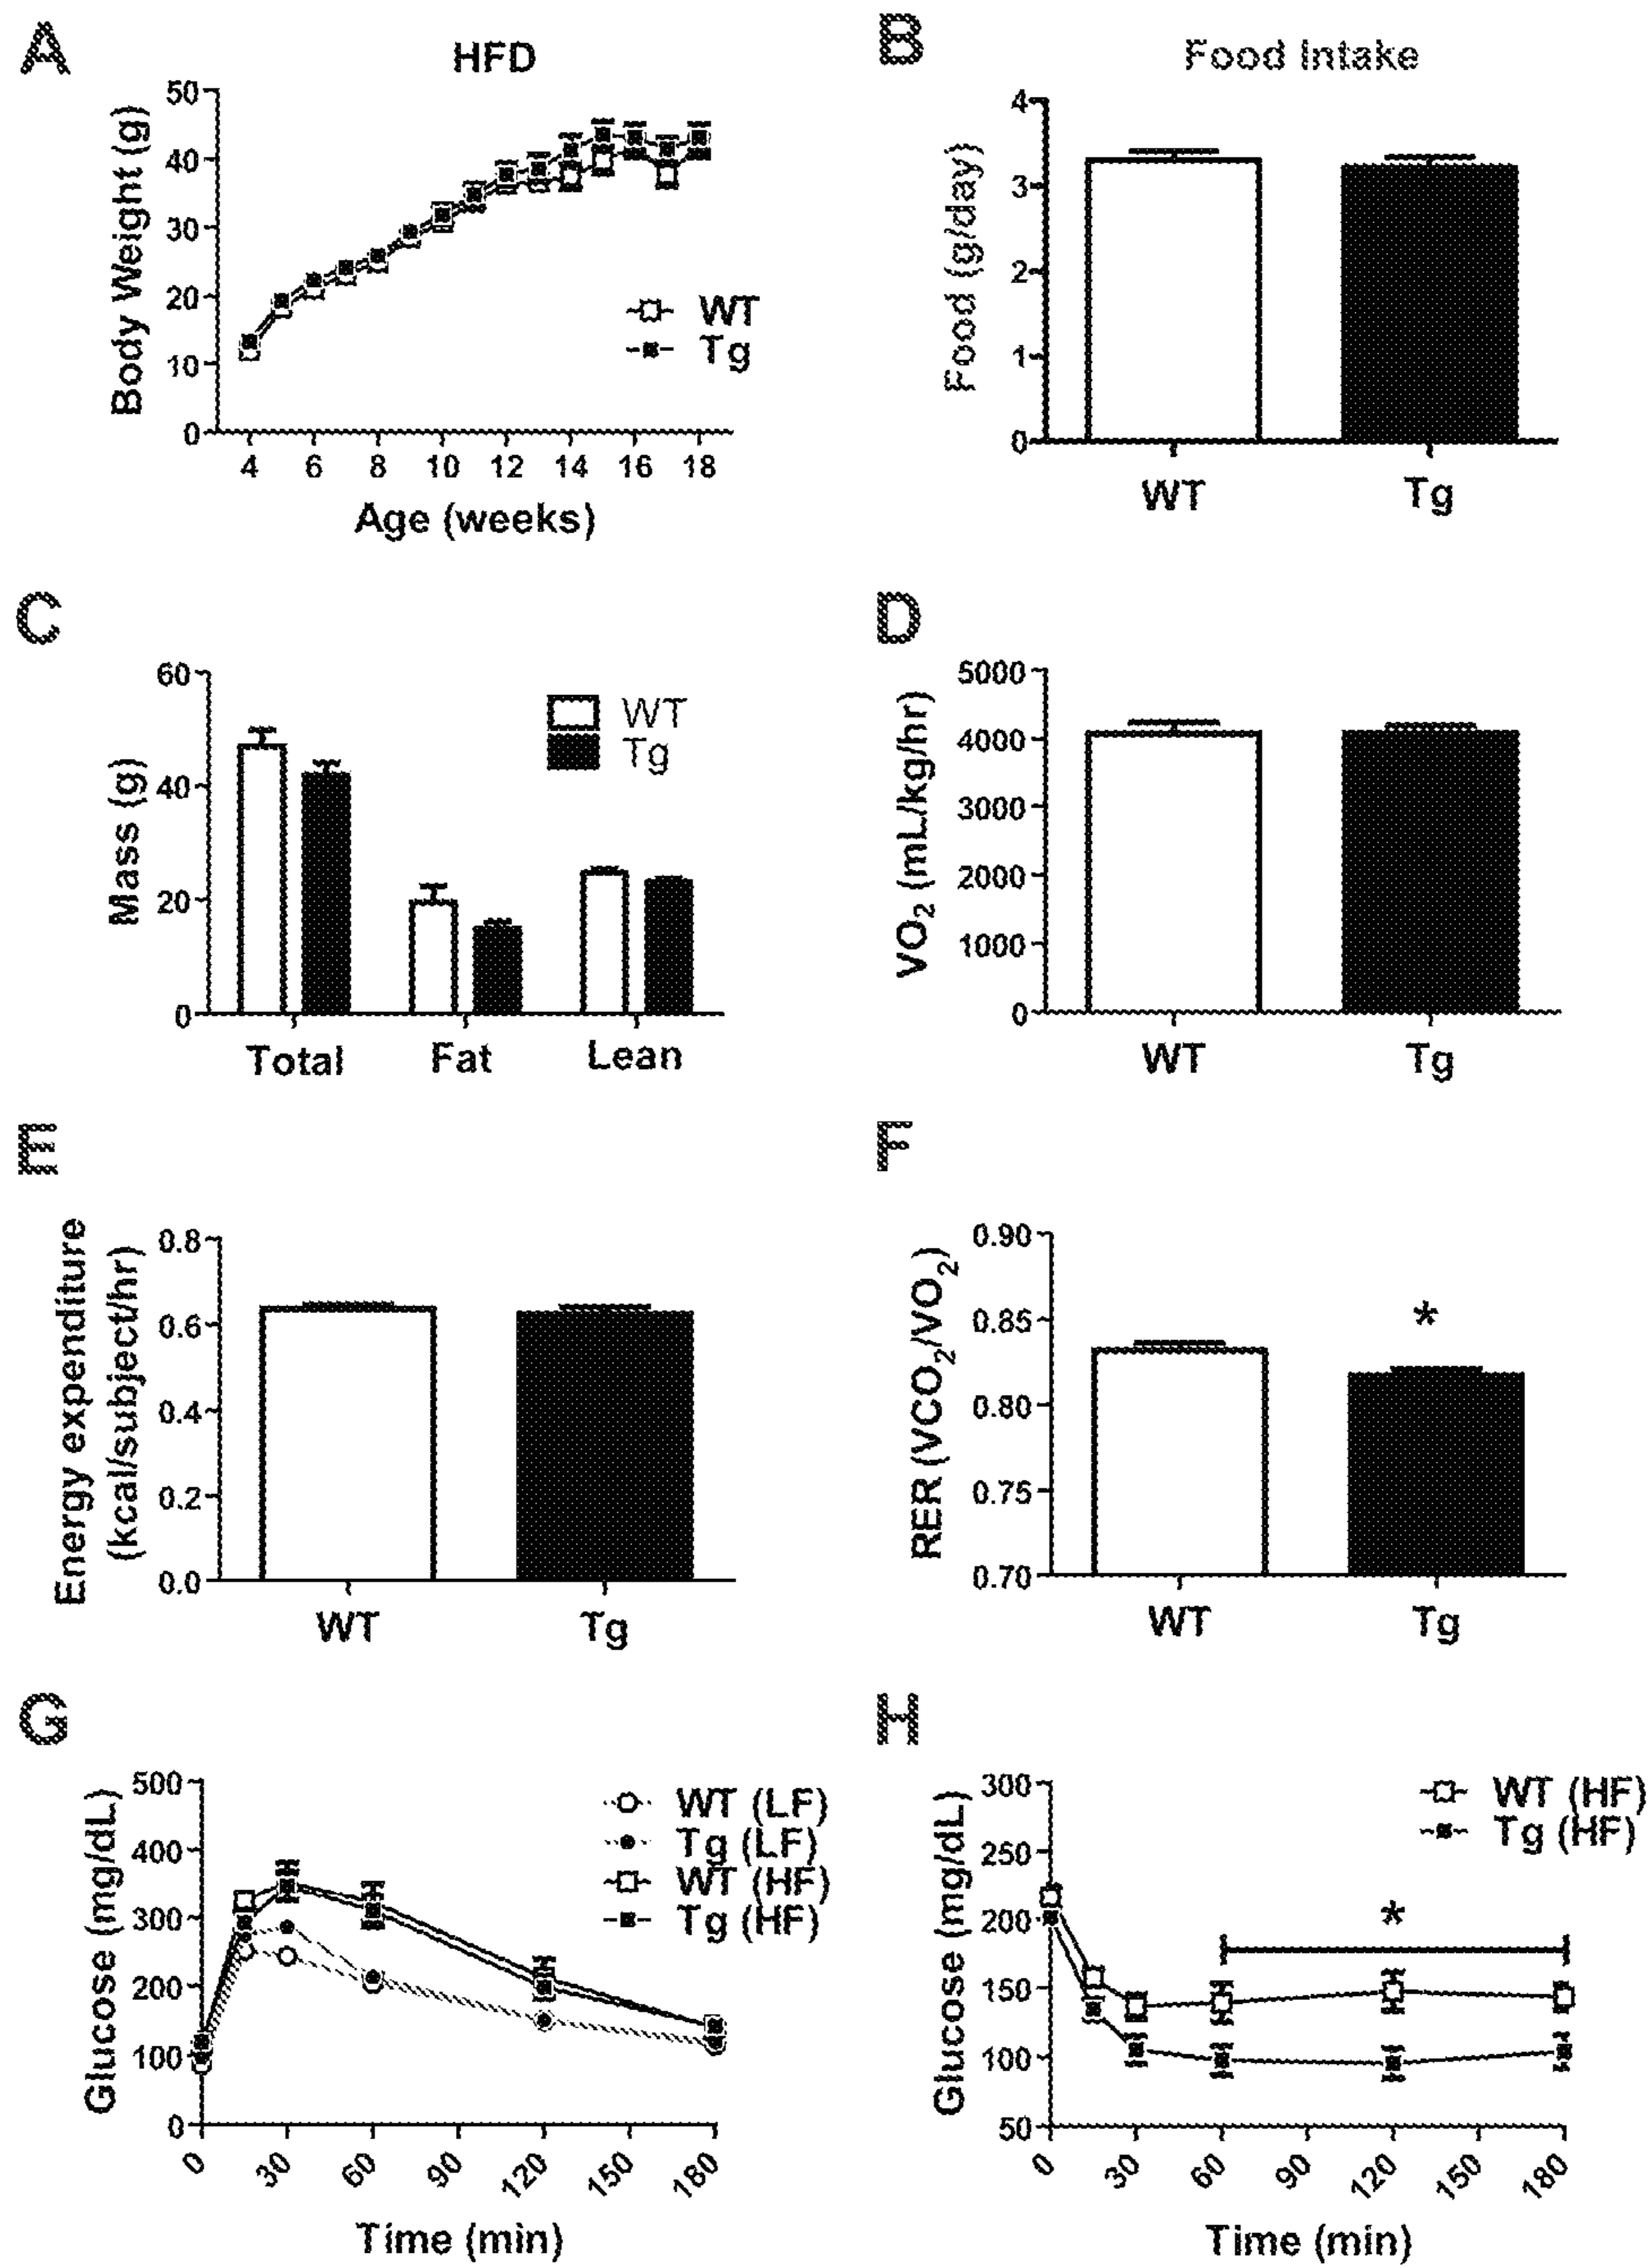 A
HFD
Body Weight (g)
50
40
30
20
10
0
WT
Tg
4 6 8 10 12 14 16 18
Age (weeks)
B
Food Intake
Food (g/day)
4
3
2
1
0
WT Tg
C
Mass (g)
60
40
20
0
WT
Tg
Total Fat Lean
D
VO2 (mL/kg/hr)
5000
4000
3000
2000
1000
0
WT Tg
E
Energy expenditure
(kcal/subject/hr)
0.8
0.6
0.4
0.2
0.0
WT Tg
F
RER (VCO2/VO2)
0.90
0.85
0.80
0.75
0.70
*
WT Tg
G
Glucose (mg/dL)
500
400
300
200
100
0
WT (LF)
Tg (LF)
WT (HF)
Tg (HF)
0 30 60 90 120 150 180
Time (min)
H
Glucose (mg/dL)
300
250
200
150
100
50
WT (HF)
Tg (HF)
*
0 30 60 90 120 150 180
Time (min)